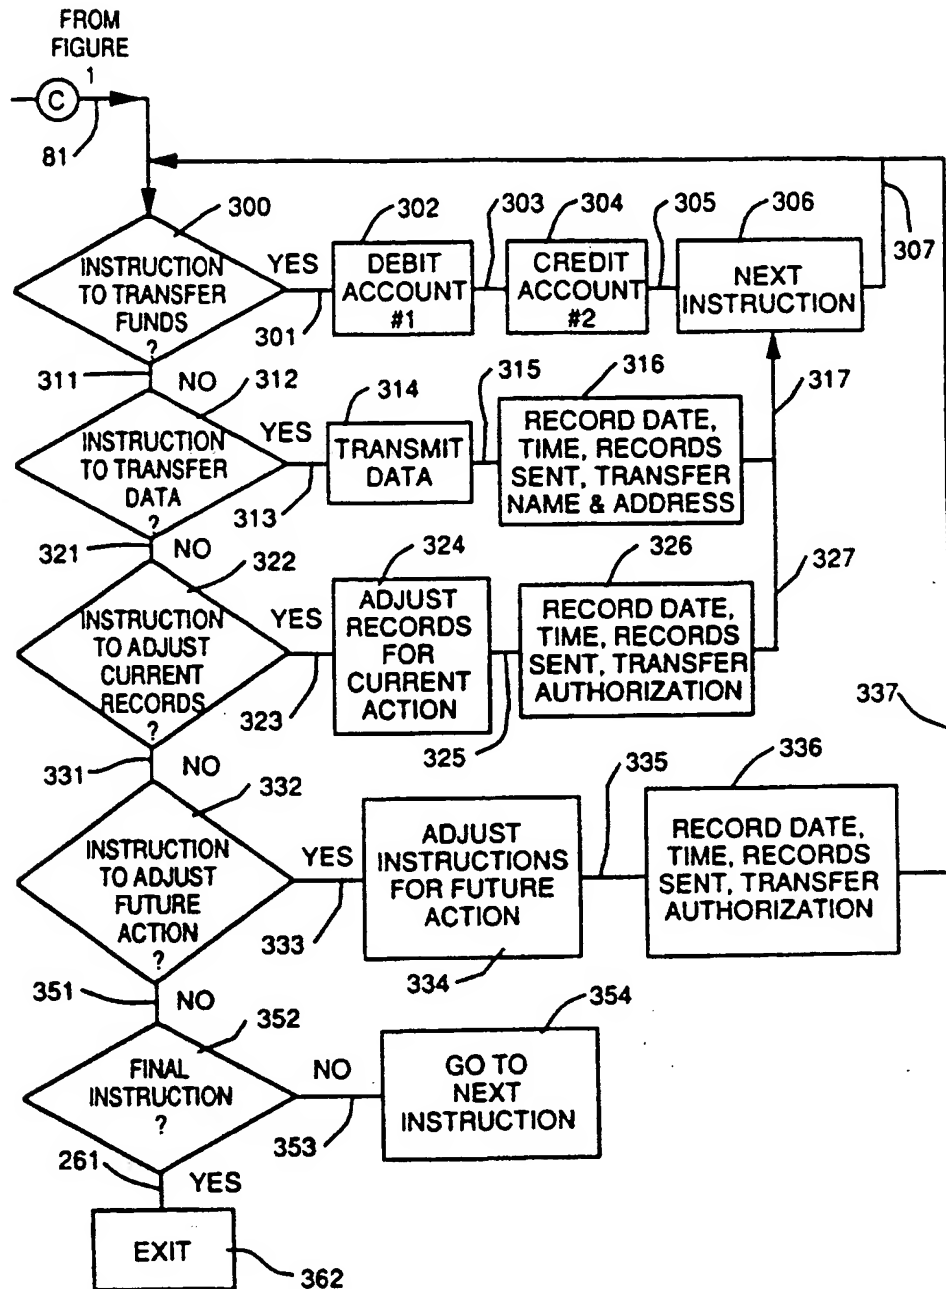 FROM
FIGURE
1
C
81
300
INSTRUCTION
TO TRANSFER
FUNDS
?
YES
301
302
DEBIT
ACCOUNT
#1
303
304
CREDIT
ACCOUNT
#2
305
306
NEXT
INSTRUCTION
307
311
NO
312
INSTRUCTION
TO TRANSFER
DATA
?
YES
313
314
TRANSMIT
DATA
315
316
RECORD DATE,
TIME, RECORDS
SENT, TRANSFER
NAME & ADDRESS
317
321
NO
322
INSTRUCTION
TO ADJUST
CURRENT
RECORDS
?
YES
323
324
ADJUST
RECORDS
FOR
CURRENT
ACTION
325
326
RECORD DATE,
TIME, RECORDS
SENT, TRANSFER
AUTHORIZATION
327
337
331
NO
332
INSTRUCTION
TO ADJUST
FUTURE
ACTION
?
YES
333
ADJUST
INSTRUCTIONS
FOR FUTURE
ACTION
334
335
336
RECORD DATE,
TIME, RECORDS
SENT, TRANSFER
AUTHORIZATION
351
NO
352
FINAL
INSTRUCTION
?
NO
353
354
GO TO
NEXT
INSTRUCTION
261
YES
EXIT
362